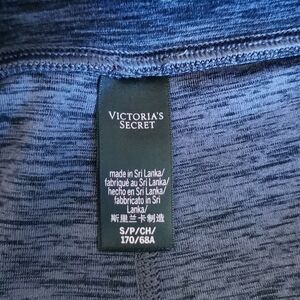 VICTORIA'S
SECRET
made in Sri Lanka/
fabriqué au Sri Lanka/
hecho en Sri Lanka/
fabbricato in Sri
Lanka/
斯里兰卡制造
S/P/CH/
170/68A